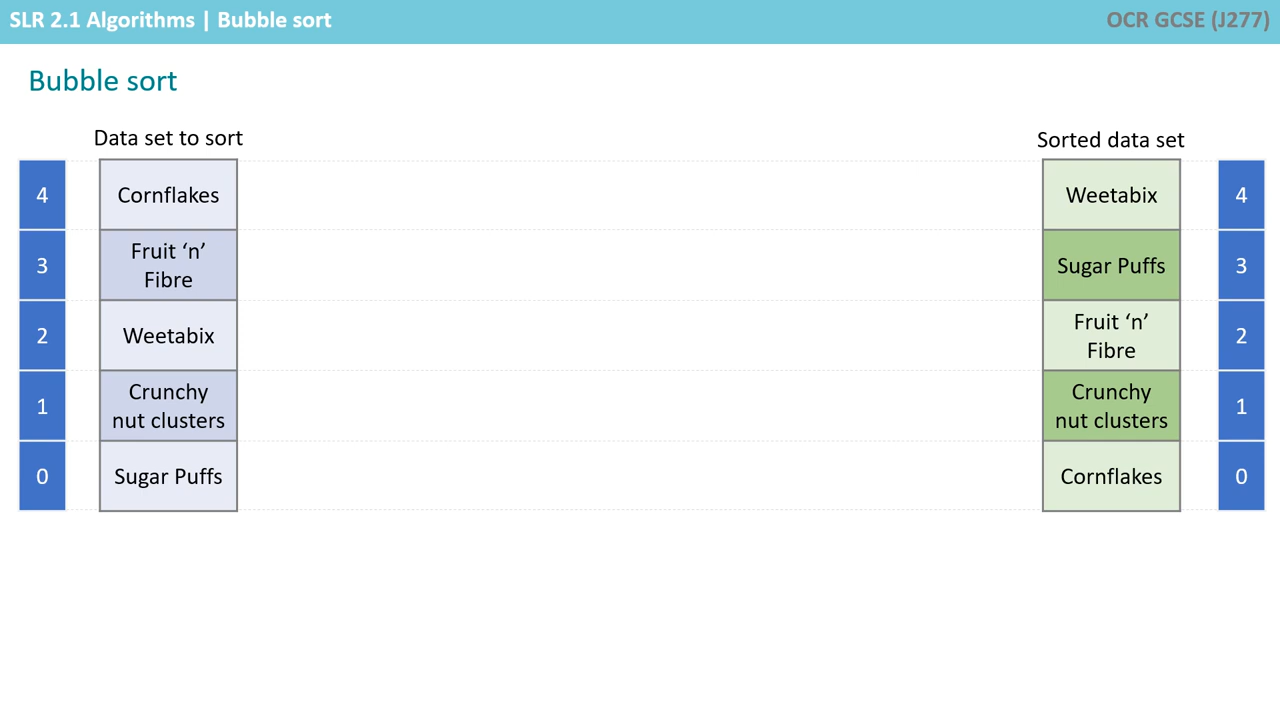 SLR 2.1 Algorithms | Bubble sort
OCR GCSE (J277)
Bubble sort
Data set to sort
4
Cornflakes
3
Fruit ‘n’
Fibre
2
Weetabix
1
Crunchy
nut clusters
0
Sugar Puffs
Sorted data set
Weetabix
4
Sugar Puffs
3
Fruit ‘n’
Fibre
2
Crunchy
nut clusters
1
Cornflakes
0